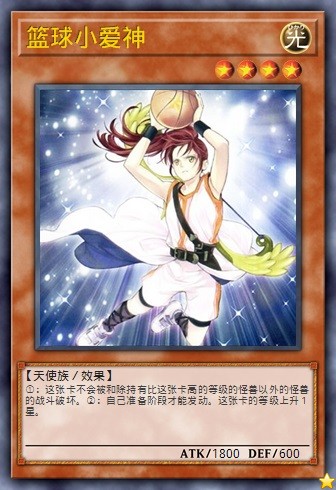 篮球小爱神
光
【天使族／效果】
①：这张卡不会被和除持有比这张卡高的等级的怪兽以外的怪兽
的战斗破坏。②：自己准备阶段才能发动。这张卡的等级上升1
星。
ATK/1800 DEF/600